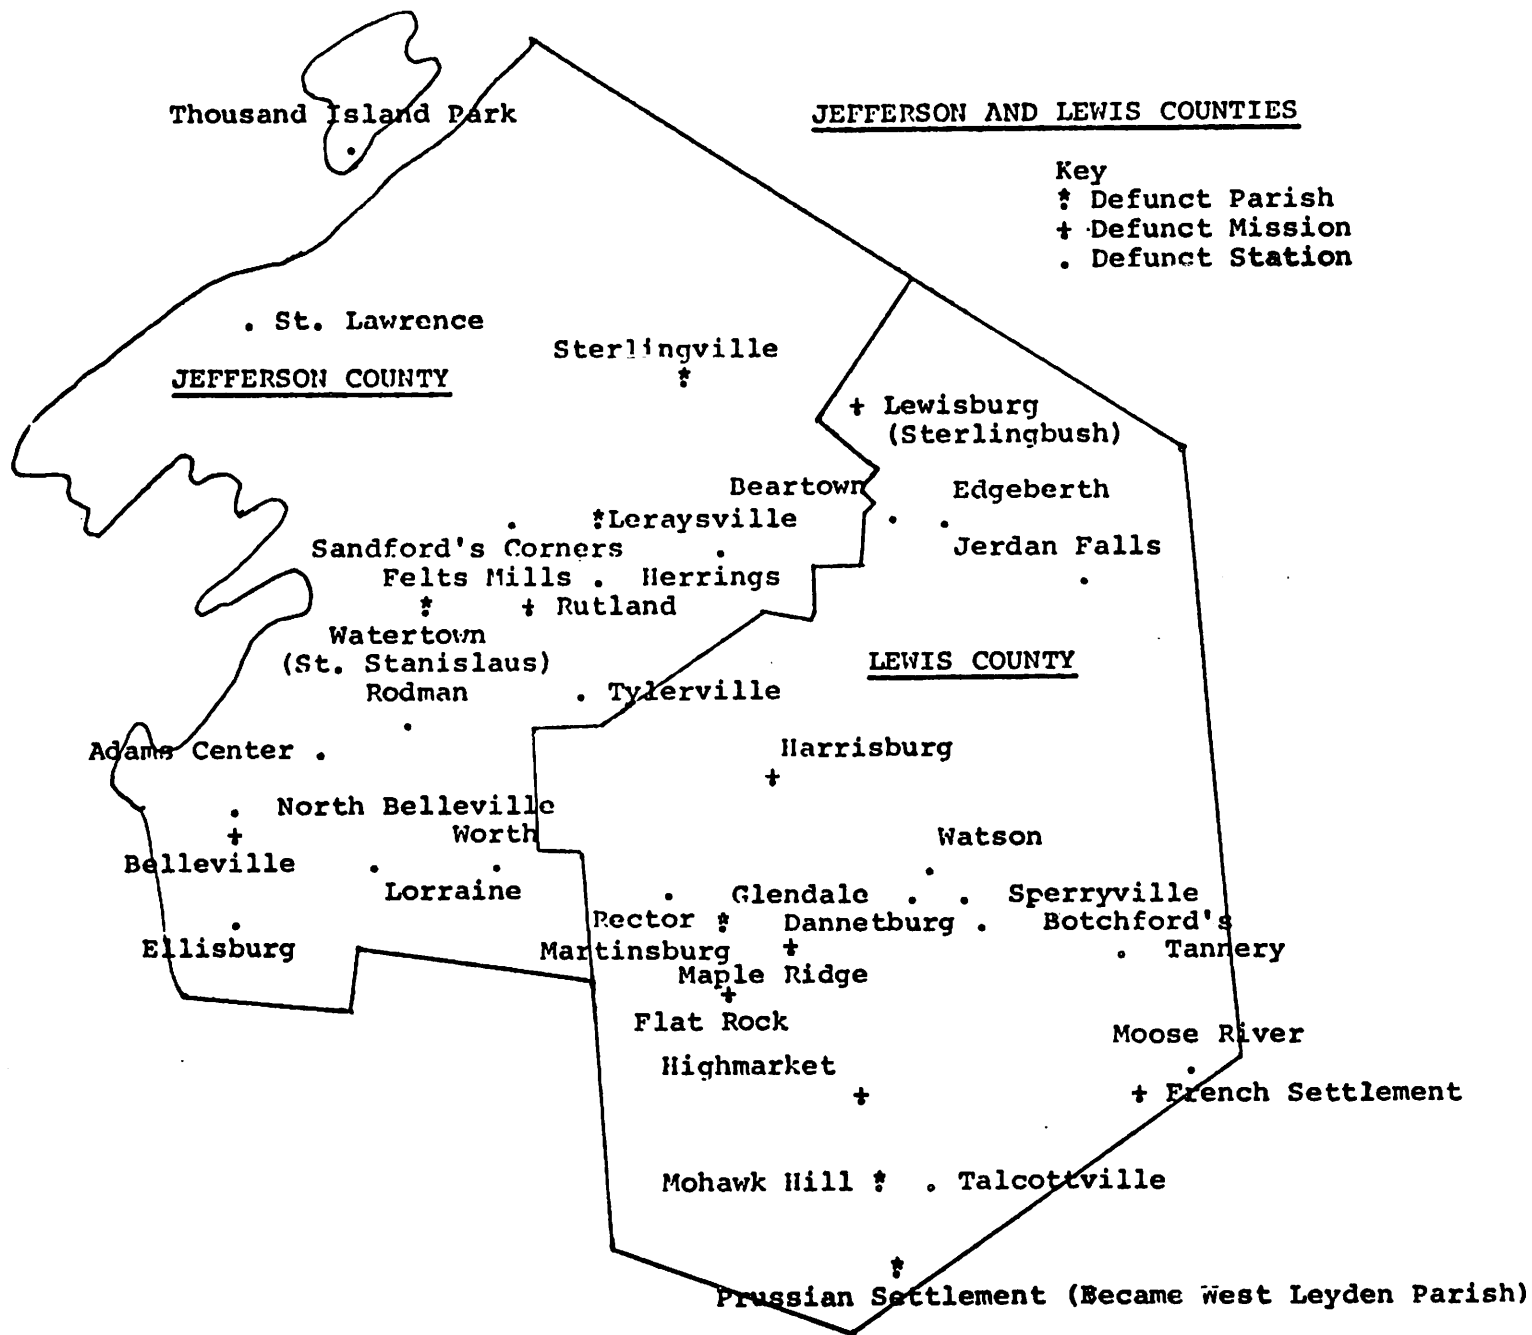 Thousand Island Park
JEFFERSON AND LEWIS COUNTIES
Key
Defunct Parish
Defunct Mission
Defunct Station
St. Lawrence
Sterlingville
JEFFERSON COUNTY
Lewisburg
(Sterlingbush)
Beartown
Edgeberth
Leraysville
Sandford's Corners
Jerdan Falls
Felts Mills
Herrings
Rutland
Watertown
(St. Stanislaus)
LEWIS COUNTY
Rodman
Tylerville
Adams Center
Harrisburg
North Belleville
Worth
Watson
Belleville
Lorraine
Glendale
Sperryville
Rector
Dannetburg
Botchford's
Ellisburg
Martinsburg
Tannery
Maple Ridge
Flat Rock
Moose River
Highmarket
French Settlement
Mohawk Hill
Talcottville
Prussian Settlement (Became West Leyden Parish)